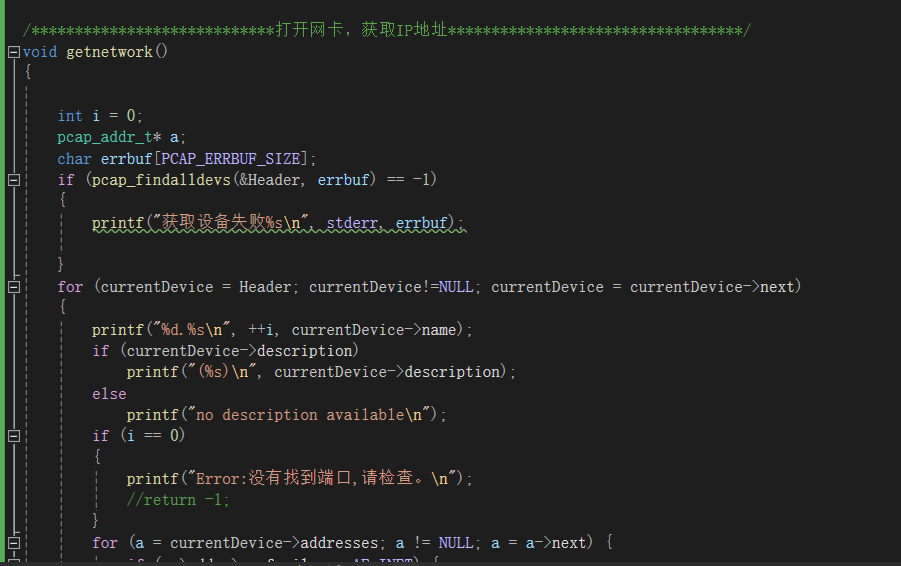 /****************************打开网卡，获取IP地址**********************************/
void getnetwork()
{
int i = 0;
pcap_addr_t* a;
char errbuf[PCAP_ERRBUF_SIZE];
if (pcap_findalldevs(&Header, errbuf) == -1)
{
printf("获取设备失败%s\n", stderr, errbuf);
}
for (currentDevice = Header; currentDevice!=NULL; currentDevice = currentDevice->next)
{
printf("%d.%s\n", ++i, currentDevice->name);
if (currentDevice->description)
printf("(%s)\n", currentDevice->description);
else
printf("no description available\n");
if (i == 0)
{
printf("Error:没有找到端口,请检查。\n");
//return -1;
}
for (a = currentDevice->addresses; a != NULL; a = a->next) {